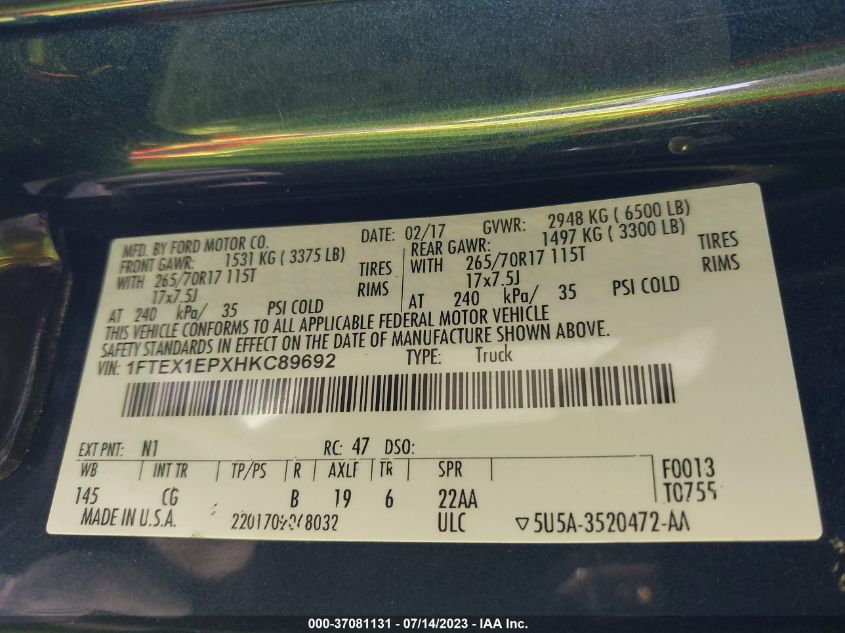 MFD. BY FORD MOTOR CO.
DATE: 02/17 GVWR: 2948 KG ( 6500 LB)
FRONT GAWR: 1531 KG ( 3375 LB)
REAR GAWR: 1497 KG ( 3300 LB)
WITH 265/70R17 115T TIRES
WITH 265/70R17 115T TIRES
17x7.5J RIMS
17x7.5J RIMS
AT 240 kPa/ 35 PSI COLD
AT 240 kPa/ 35 PSI COLD
THIS VEHICLE CONFORMS TO ALL APPLICABLE FEDERAL MOTOR VEHICLE
SAFETY STANDARDS IN EFFECT ON THE DATE OF MANUFACTURE SHOWN ABOVE.
VIN: 1FTEX1EPXHKC89692 TYPE: Truck
EXT PNT: N1 RC: 47 DSO:
WB INT TR TP/PS R AXLE TR SPR F0013
145 CG B 19 6 22AA T0755
MADE IN U.S.A. ULC ▽5U5A-3520472-AA
000-37081131 - 07/14/2023 - IAA Inc.